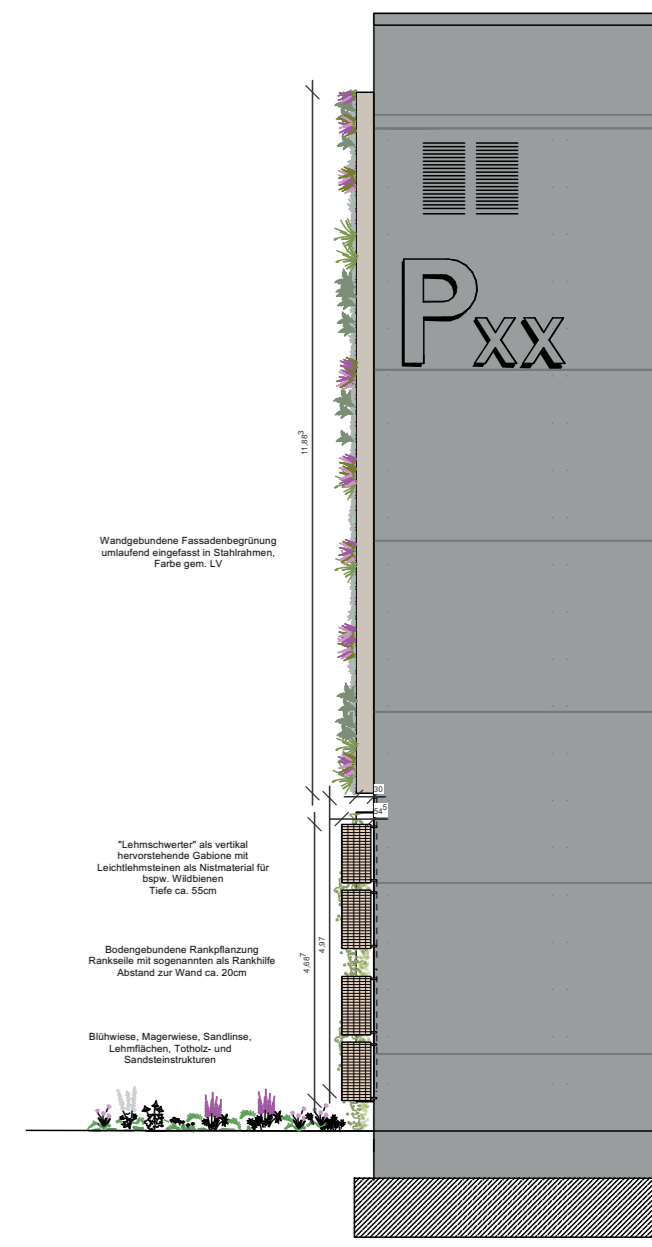 Pxx
11,88³
Wandgebundene Fassadenbegrünung
umlaufend eingefasst in Stahlrahmen,
Farbe gem. LV
30
54⁵
"Lehmschwerter" als vertikal
hervorstehende Gabione mit
Leichtlehmsteinen als Nistmaterial für
bspw. Wildbienen
Tiefe ca. 55cm
4,68⁷
4,97
Bodengebundene Rankpflanzung
Rankseile mit sogenannten als Rankhilfe
Abstand zur Wand ca. 20cm
Blühwiese, Magerwiese, Sandlinse,
Lehmflächen, Totholz- und
Sandsteinstrukturen